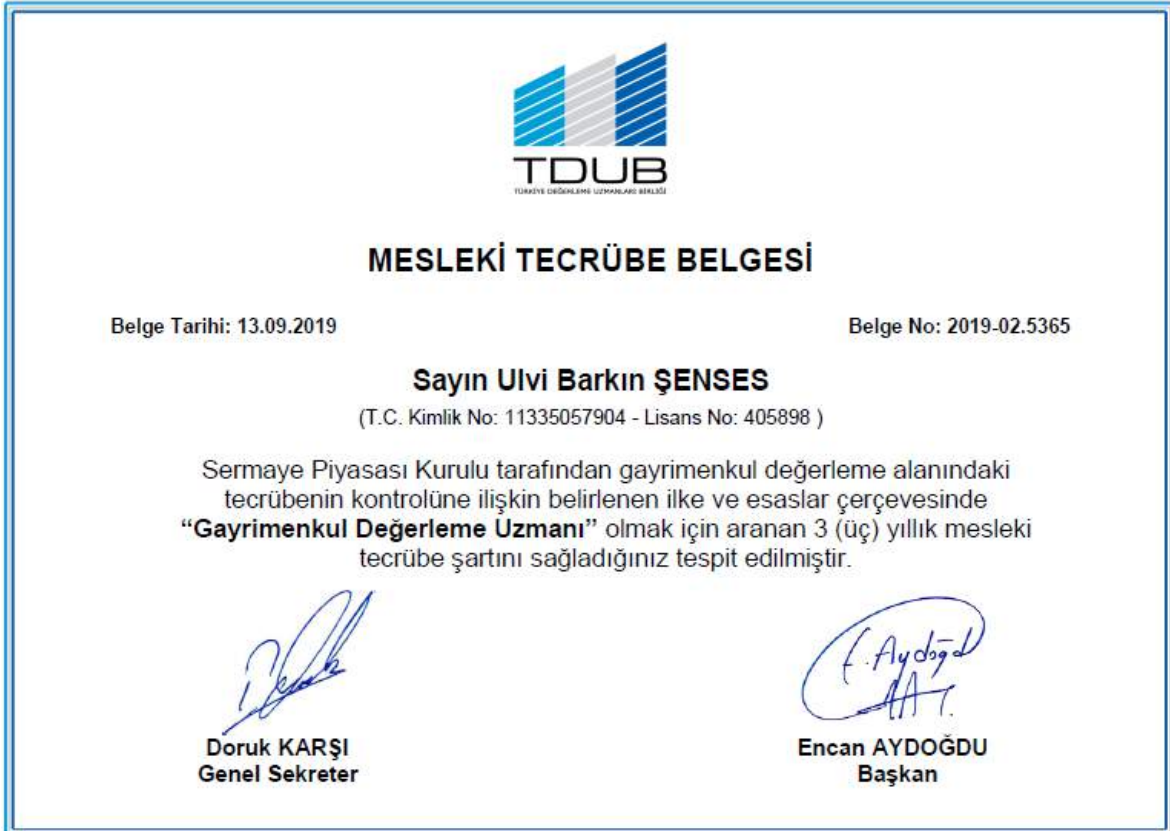 TDUB
TÜRKİYE DEĞERLEME UZMANLARI BİRLİĞİ
MESLEKİ TECRÜBE BELGESİ
Belge Tarihi: 13.09.2019
Belge No: 2019-02.5365
Sayın Ulvi Barkın ŞENSES
(T.C. Kimlik No: 11335057904 - Lisans No: 405898 )
Sermaye Piyasası Kurulu tarafından gayrimenkul değerleme alanındaki
tecrübenin kontrolüne ilişkin belirlenen ilke ve esaslar çerçevesinde
“Gayrimenkul Değerleme Uzmanı” olmak için aranan 3 (üç) yıllık mesleki
tecrübe şartını sağladığınız tespit edilmiştir.
E. Aydoğd
Doruk KARŞI
Genel Sekreter
Encan AYDOĞDU
Başkan